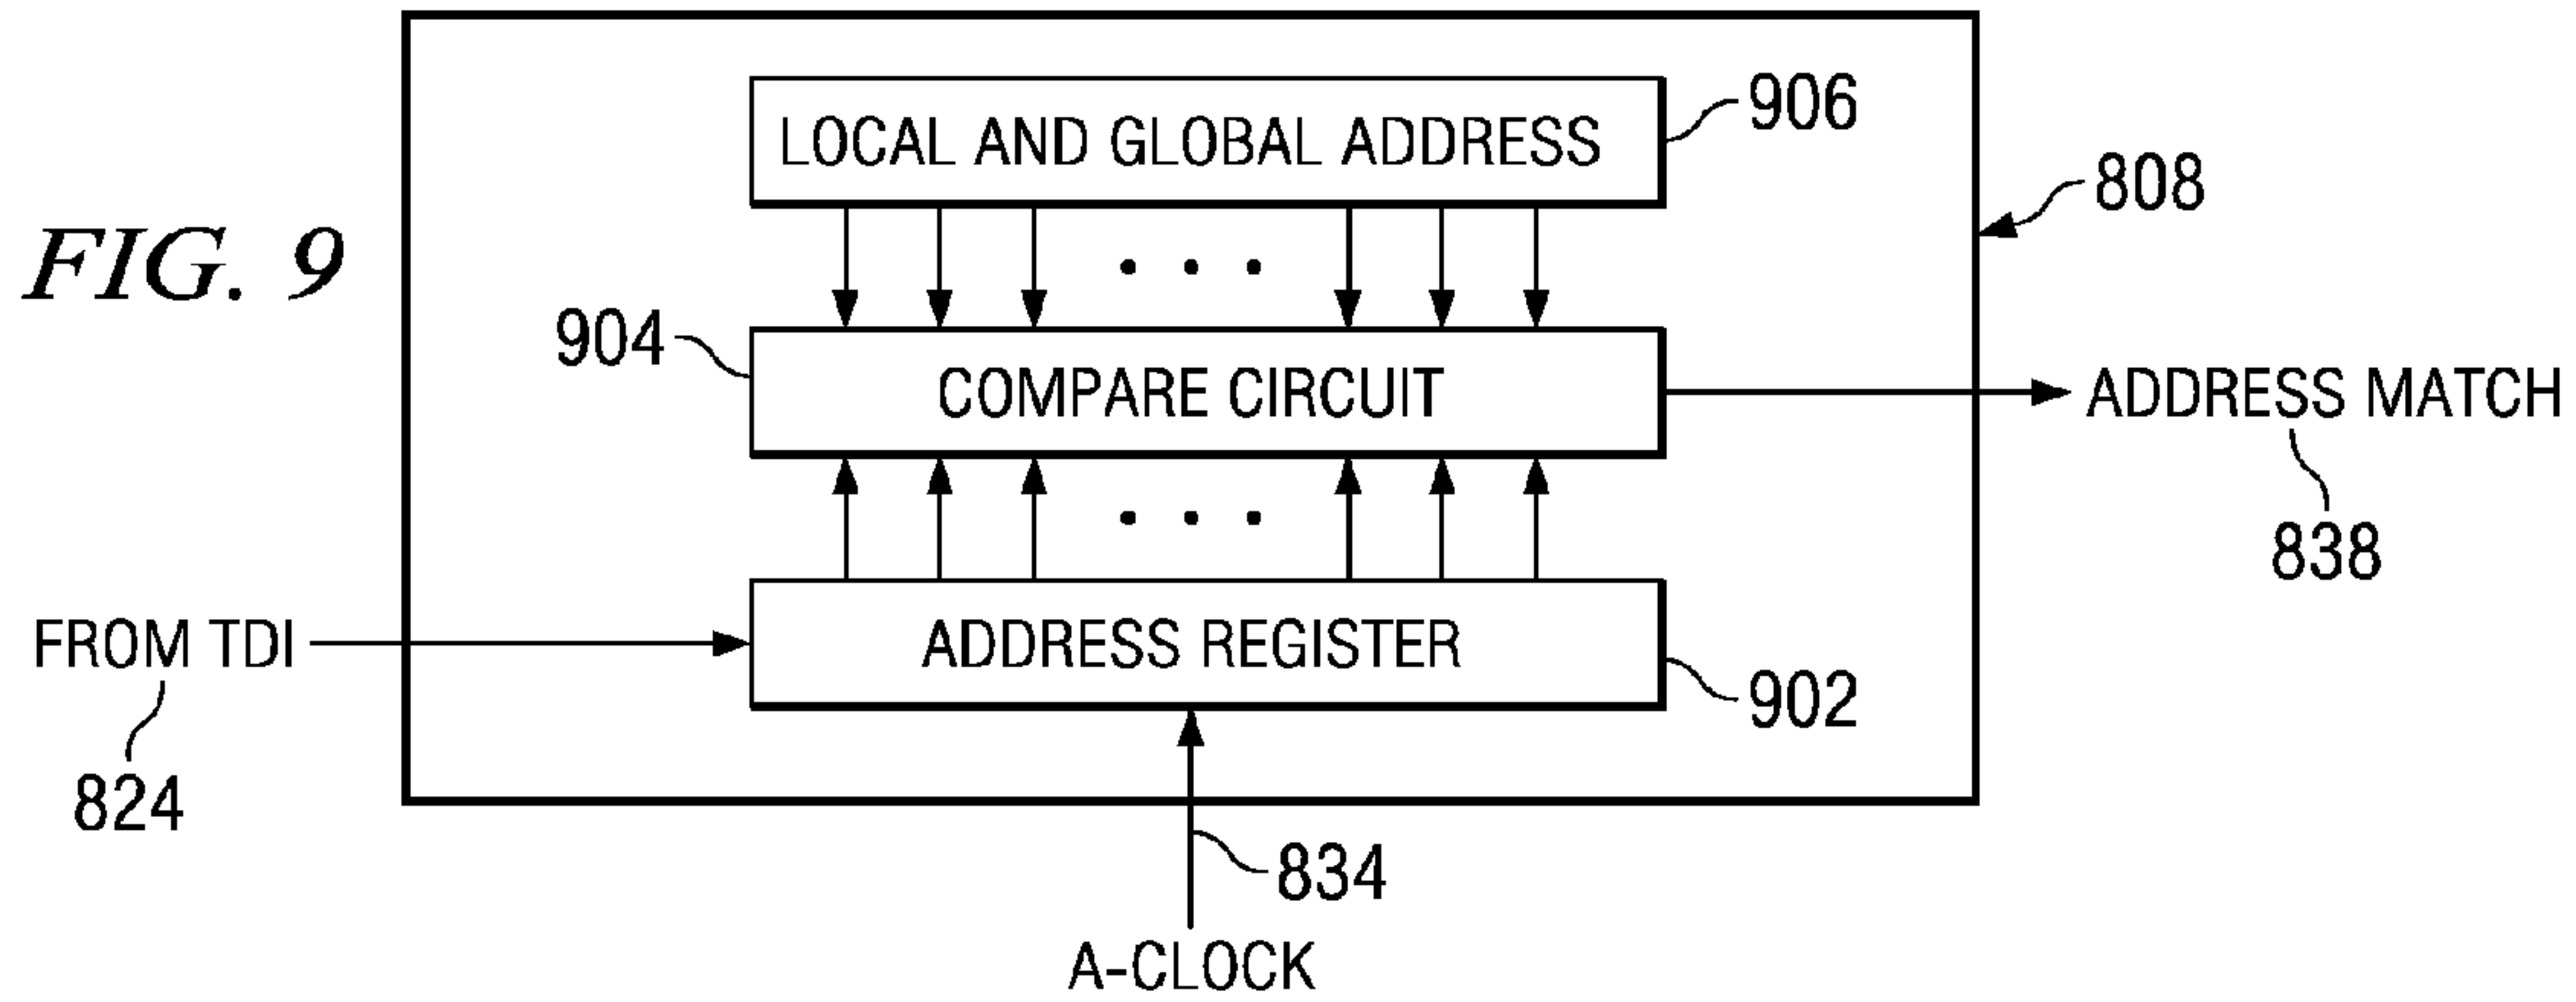 FIG. 9
LOCAL AND GLOBAL ADDRESS
906
808
904
COMPARE CIRCUIT
ADDRESS MATCH
838
FROM TDI
824
ADDRESS REGISTER
902
834
A-CLOCK